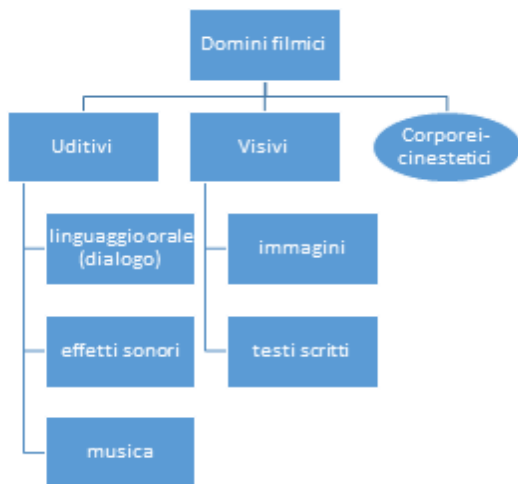 Domini filmici
Uditivi
Visivi
Corporei-
cinestetici
linguaggio orale
(dialogo)
immagini
effetti sonori
testi scritti
musica